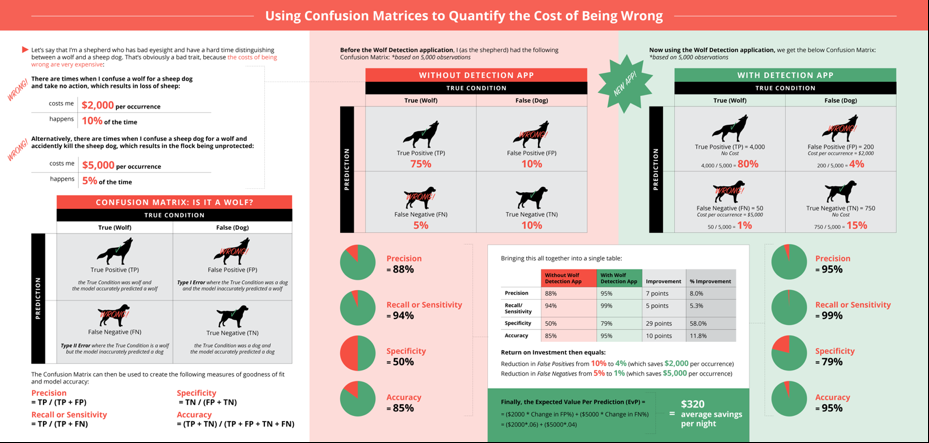 Using Confusion Matrices to Quantify the Cost of Being Wrong
Let's say that I'm a shepherd who has bad eyesight and have a hard time distinguishing
between a wolf and a sheepdog. That's obviously a bad trait, because the costs of being
wrong are very expensive:
WRONG!
There are times when I confuse a wolf for a sheep dog
and take no action, which results in loss of sheep:
costs me $2,000 per occurrence
happens 10% of the time
WRONG!
Alternatively, there are times when I confuse a sheep dog for a wolf and
accidently kill the sheep dog, which results in the flock being unprotected:
costs me $5,000 per occurrence
happens 5% of the time
CONFUSION MATRIX: IS IT A WOLF?
TRUE CONDITION
True (Wolf) False (Dog)
PREDICTION
WRONG!
True Positive (TP) False Positive (FP)
the True Condition was wolf and Type I Error where the True Condition was a dog
the model accurately predicted a wolf and the model inaccurately predicted a wolf
WRONG!
False Negative (FN) True Negative (TN)
Type II Error where the True Condition is a wolf the True Condition was a dog and
but the model inaccurately predicted a dog the model accurately predicted a dog
The Confusion Matrix can then be used to create the following measures of goodness of fit
and model accuracy:
Precision Specificity
= TP / (TP + FP) = TN / (FP + TN)
Recall or Sensitivity Accuracy
= TP / (TP + FN) = (TP + TN) / (TP + FP + TN + FN)
Before the Wolf Detection application, I (as the shepherd) had the following
Confusion Matrix: *based on 5,000 observations
WITHOUT DETECTION APP
TRUE CONDITION
True (Wolf) False (Dog)
PREDICTION
WRONG!
True Positive (TP) False Positive (FP)
75% 10%
WRONG!
False Negative (FN) True Negative (TN)
5% 10%
Precision
= 88%
Recall or Sensitivity
= 94%
Specificity
= 50%
Accuracy
= 85%
NEW APP!
Now using the Wolf Detection application, we get the below Confusion Matrix:
*based on 5,000 observations
WITH DETECTION APP
TRUE CONDITION
True (Wolf) False (Dog)
PREDICTION
WRONG!
True Positive (TP) = 4,000 False Positive (FP) = 200
No Cost Cost per occurrence = $2,000
4,000 / 5,000 = 80% 200 / 5,000 = 4%
WRONG!
False Negative (FN) = 50 True Negative (TN) = 750
Cost per occurrence = $5,000 No Cost
50 / 5,000 = 1% 750 / 5,000 = 15%
Bringing this all together into a single table:
Without Wolf Detection App With Wolf Detection App Improvement % Improvement
Precision 88% 95% 7 points 8.0%
Recall/ Sensitivity 94% 99% 5 points 5.3%
Specificity 50% 79% 29 points 58.0%
Accuracy 85% 95% 10 points 11.8%
Return on Investment then equals:
Reduction in False Positives from 10% to 4% (which saves $2,000 per occurrence)
Reduction in False Negatives from 5% to 1% (which saves $5,000 per occurrence)
Finally, the Expected Value Per Prediction (EvP) =
= ($2000 * Change in FP%) + ($5000 * Change in FN%)
= ($2000*.06) + ($5000*.04)
= $320
average savings
per night
Precision
= 95%
Recall or Sensitivity
= 99%
Specificity
= 79%
Accuracy
= 95%